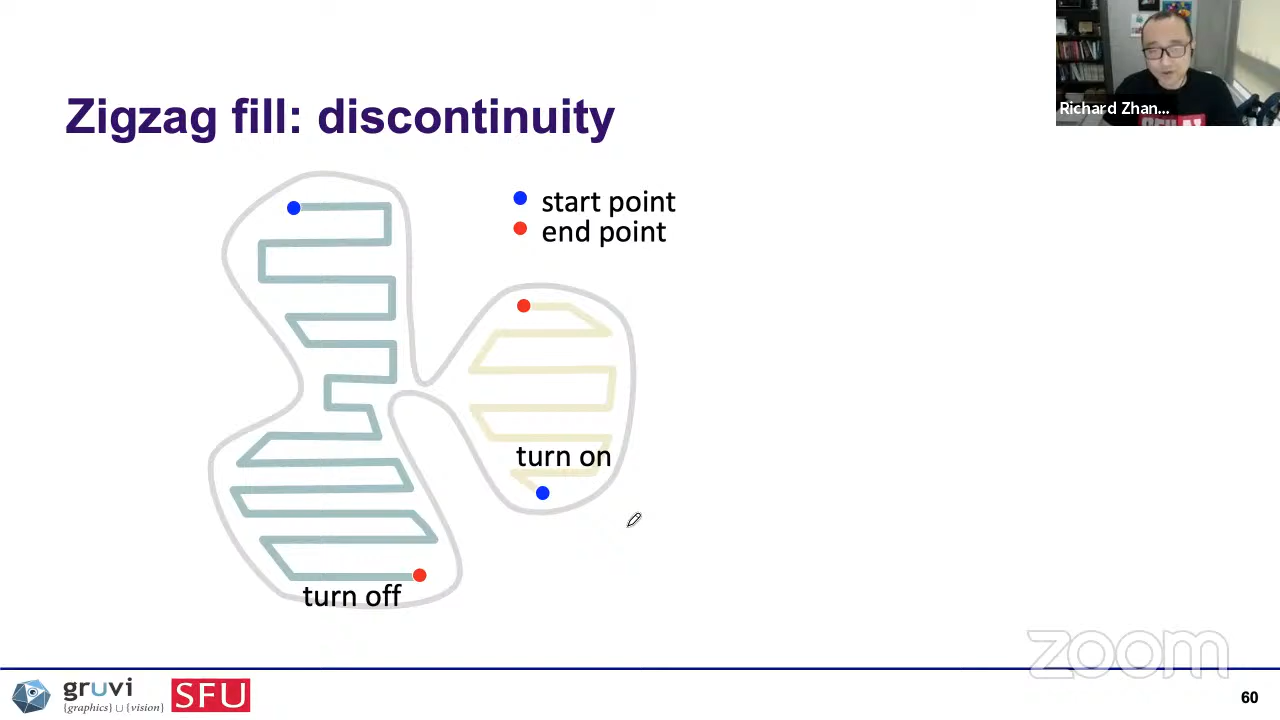 Richard Zhan...
Zigzag fill: discontinuity
start point
end point
turn on
turn off
zoom
gruvi
{graphics} ∪ {vision}
SFU
60